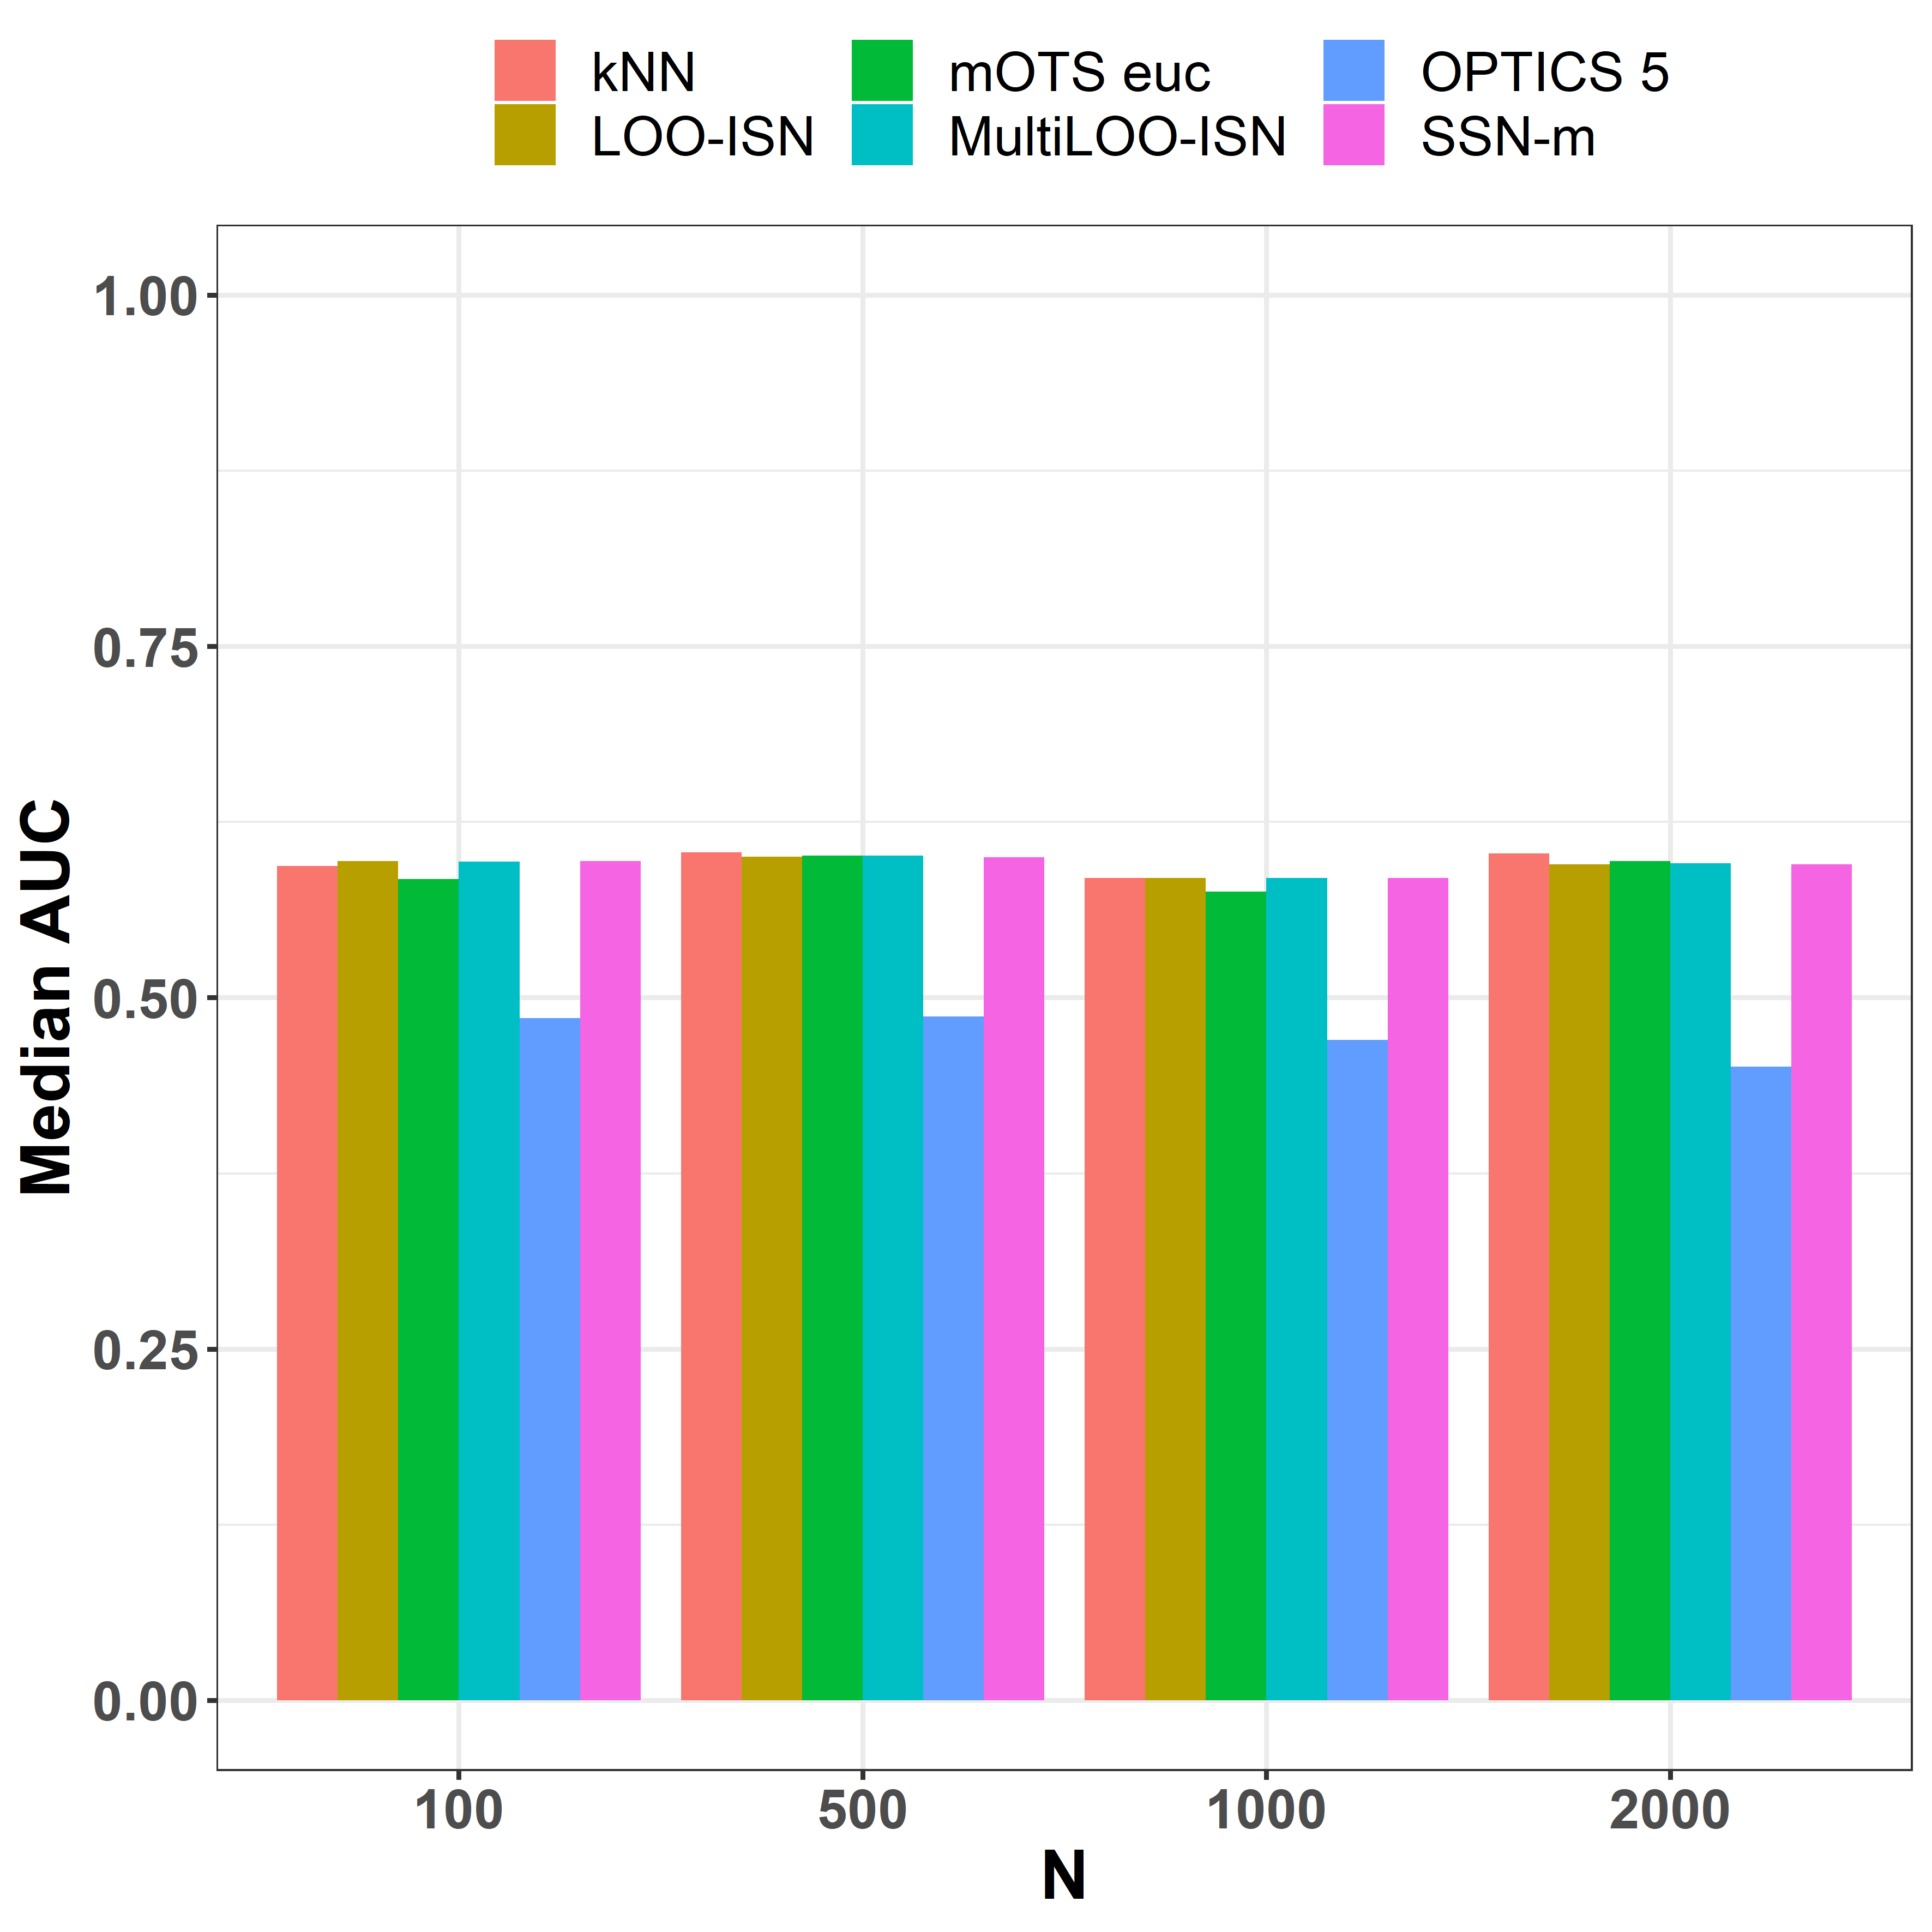 kNN mOTS euc OPTICS 5
LOO-ISN MultiLOO-ISN SSN-m
Median AUC
1.00
0.75
0.50
0.25
0.00
100 500 1000 2000
N